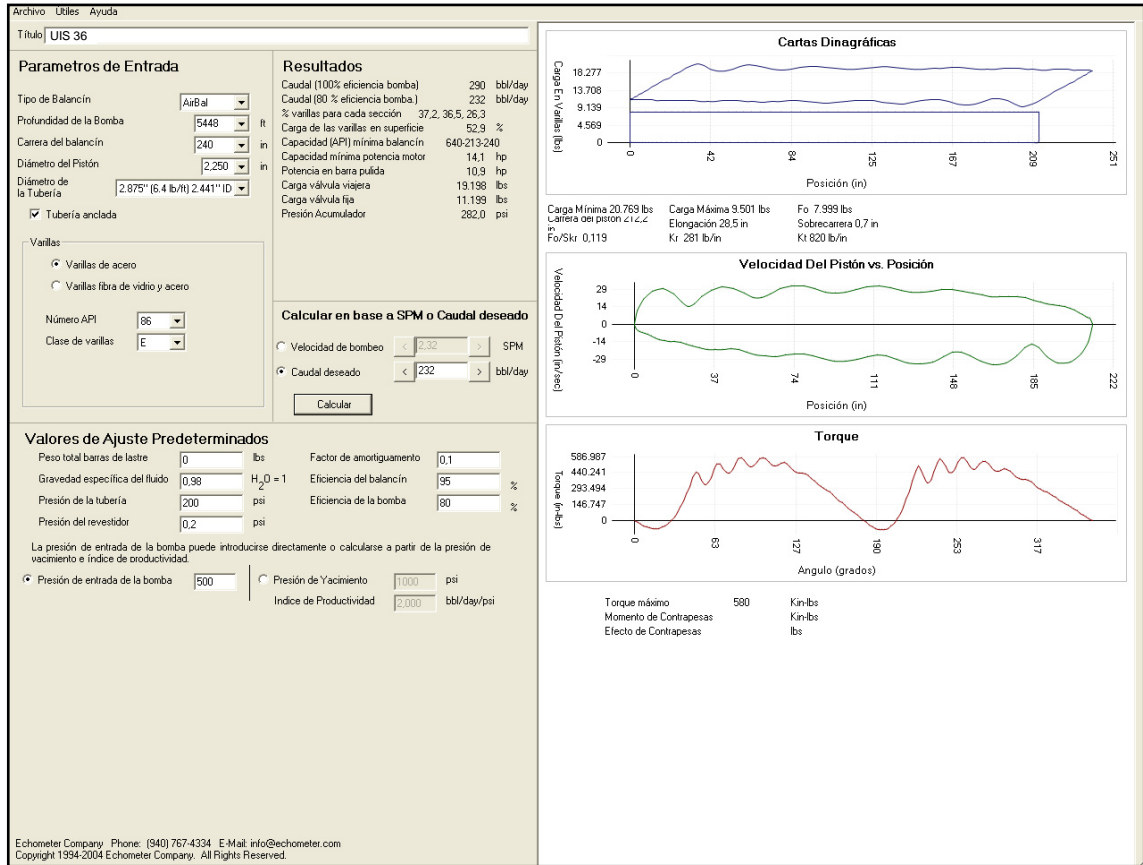 Archivo Útiles Ayuda
Título UIS 36
Parametros de Entrada
Tipo de Balancín AirBal
Profundidad de la Bomba 5448 ft
Carrera del balancín 240 in
Diámetro del Pistón 2,250 in
Diámetro de
la Tubería 2.875" (6.4 lb/ft) 2.441" ID
Tubería anclada
Varillas
Varillas de acero
Varillas fibra de vidrio y acero
Número API 86
Clase de varillas E
Resultados
Caudal (100% eficiencia bomba) 290 bbl/day
Caudal (80 % eficiencia bomba.) 232 bbl/day
% varillas para cada sección 37,2, 36,5, 26,3
Carga de las varillas en superficie 52,9 %
Capacidad (API) mínima balancín 640-213-240
Capacidad mínima potencia motor 14,1 hp
Potencia en barra pulida 10,9 hp
Carga válvula viajera 19.198 lbs
Carga válvula fija 11.199 lbs
Presión Acumulador 282,0 psi
Calcular en base a SPM o Caudal deseado
Velocidad de bombeo < 2,32 > SPM
Caudal deseado < 232 > bbl/day
Calcular
Valores de Ajuste Predeterminados
Peso total barras de lastre 0 lbs
Gravedad específica del fluido 0,98 H2O = 1
Presión de la tubería 200 psi
Presión del revestidor 0,2 psi
Factor de amortiguamento 0,1
Eficiencia del balancín 95 %
Eficiencia de la bomba 80 %
La presión de entrada de la bomba puede introducirse directamente o calcularse a partir de la presión de
yacimiento e índice de productividad.
Presión de entrada de la bomba 500
Presión de Yacimiento 1000 psi
Indice de Productividad 2,000 bbl/day/psi
Echometer Company Phone: (940) 767-4334 E-Mail: info@echometer.com
Copyright 1994-2004 Echometer Company. All Rights Reserved.
Cartas Dinagráficas
Carga En Varillas (lbs)
18.277
13.708
9.139
4.569
0
0 42 84 125 167 209 251
Posición (in)
Carga Mínima 20.769 lbs Carga Máxima 9.501 lbs Fo 7.999 lbs
Carrera del pistón 212,2
Elongación 28,5 in Sobrecarrera 0,7 in
Fo/Skr 0,119 Kr 281 lb/in Kt 820 lb/in
Velocidad Del Pistón vs. Posición
Velocidad Del Pistón (in/sec)
29
14
0
-14
-29
0 37 74 111 148 185 222
Posición (in)
Torque
Torque (in-lbs)
586.987
440.241
293.494
146.747
0
0 63 127 190 253 317
Angulo (grados)
Torque máximo 580 Kin-lbs
Momento de Contrapesas Kin-lbs
Efecto de Contrapesas lbs